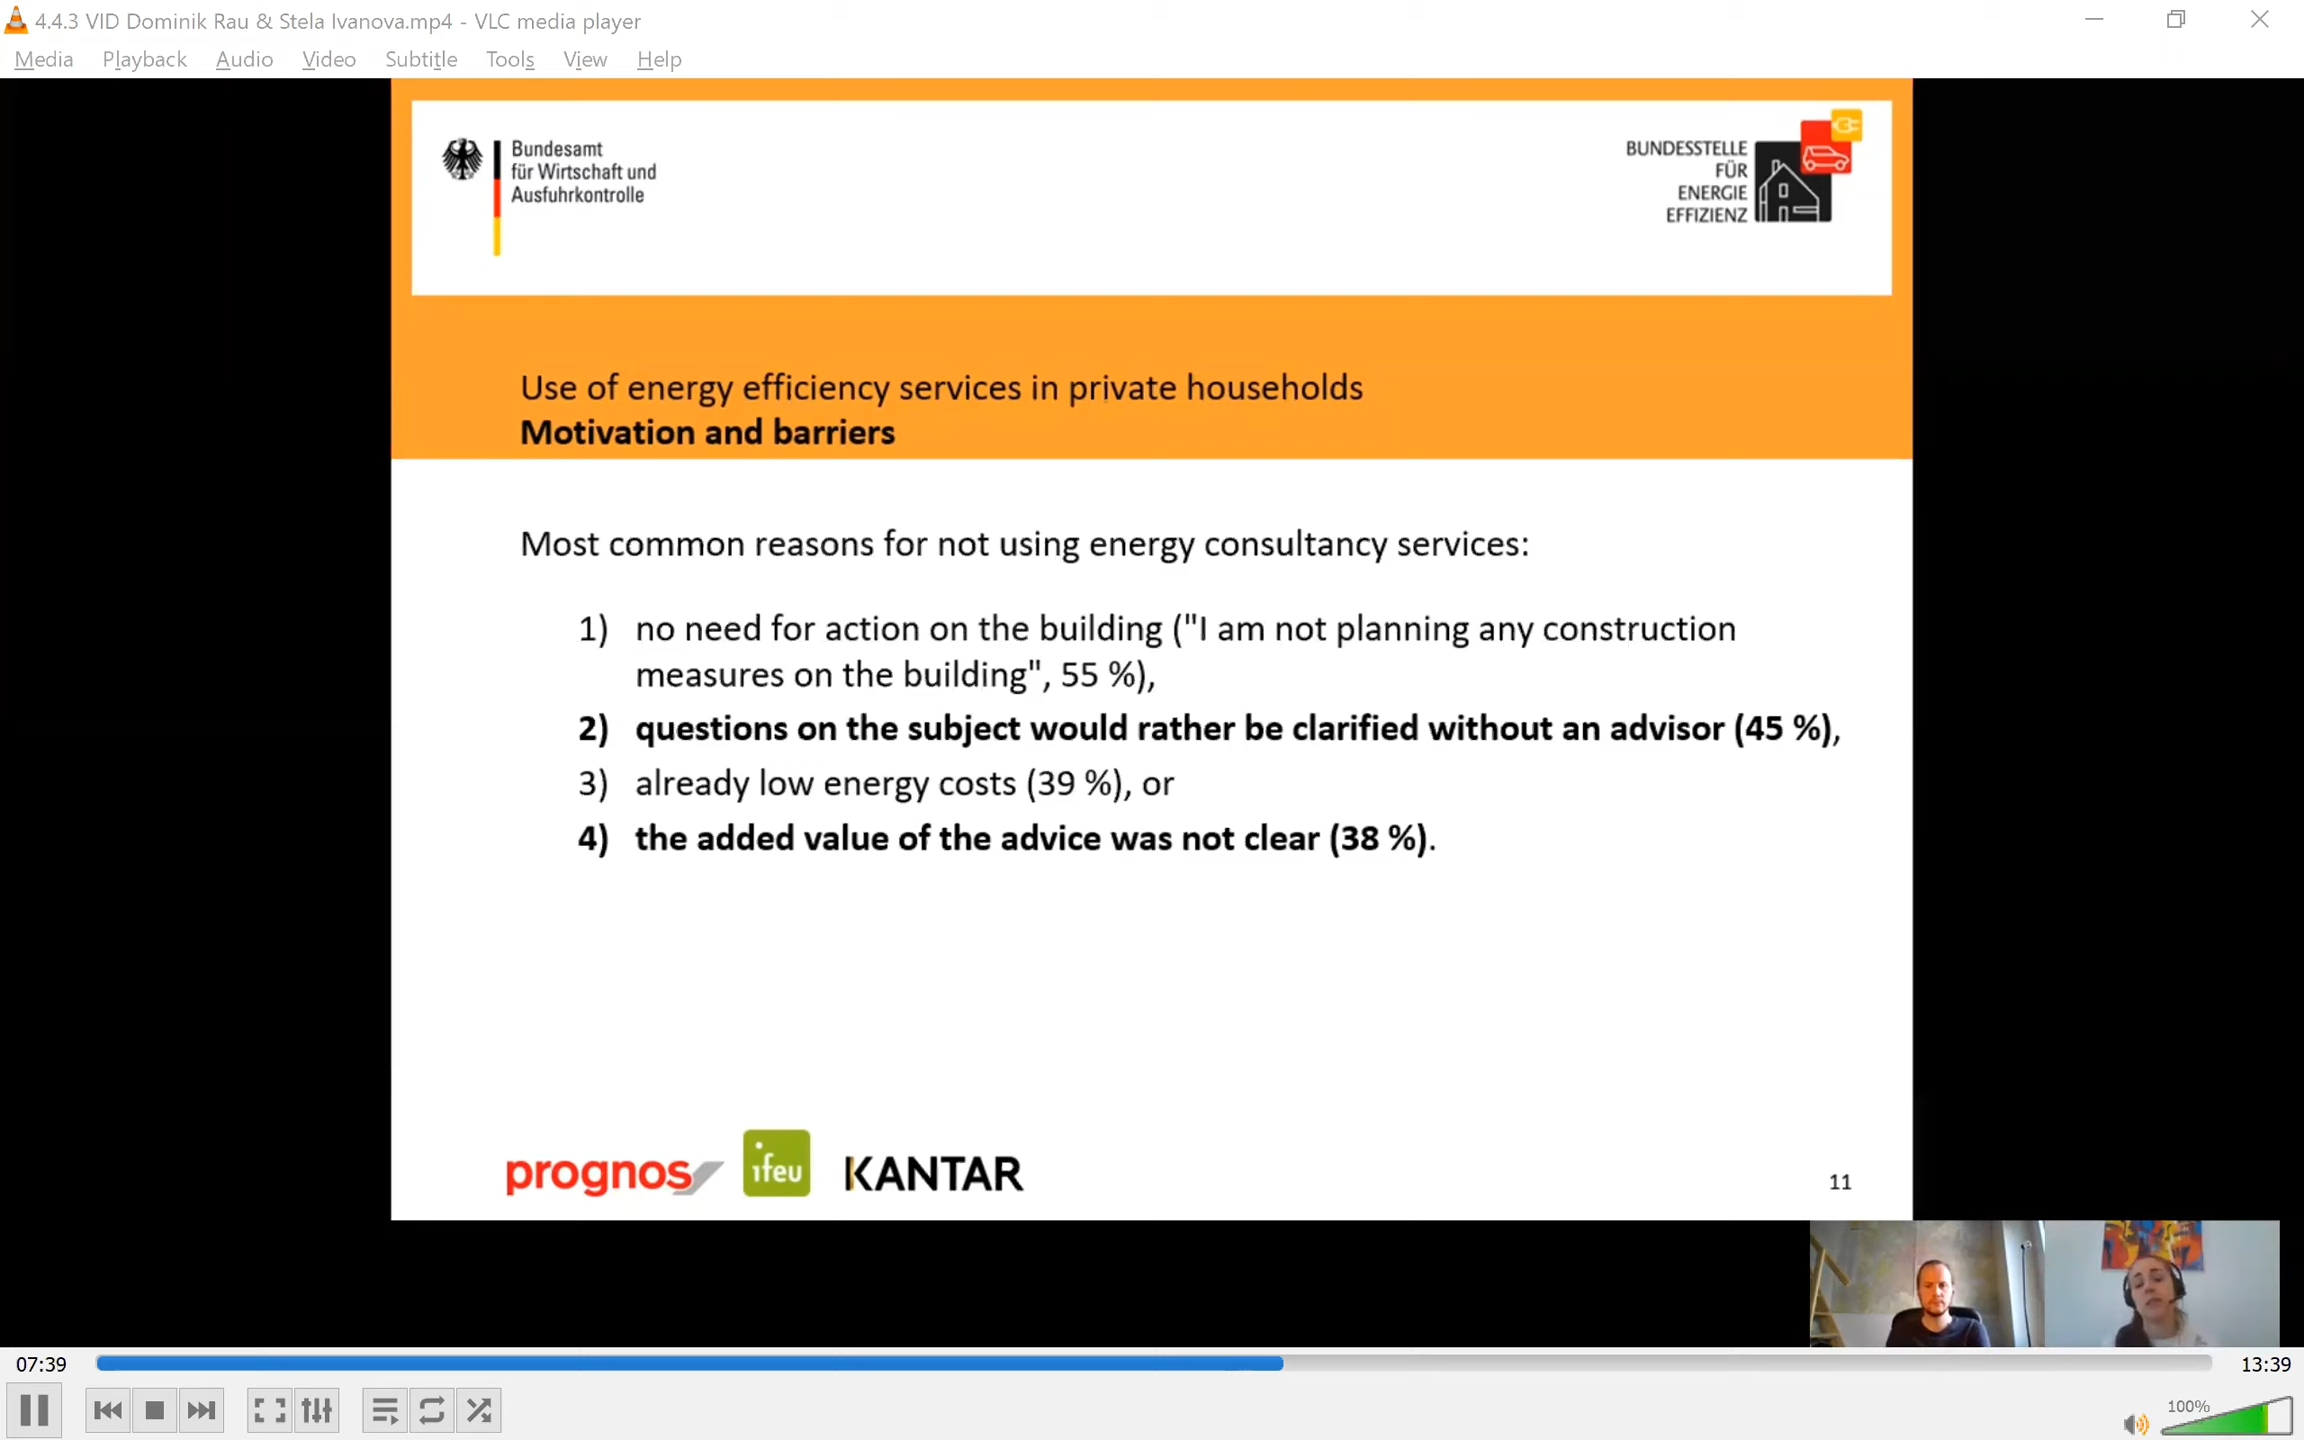 4.4.3 VID Dominik Rau & Stela Ivanova.mp4 - VLC media player
Media Playback Audio Video Subtitle Tools View Help
Bundesamt
für Wirtschaft und
Ausfuhrkontrolle
BUNDESSTELLE
FÜR
ENERGIE
EFFIZIENZ
Use of energy efficiency services in private households
Motivation and barriers
Most common reasons for not using energy consultancy services:
1) no need for action on the building ("I am not planning any construction
measures on the building", 55 %),
2) questions on the subject would rather be clarified without an advisor (45 %),
3) already low energy costs (39 %), or
4) the added value of the advice was not clear (38 %).
prognos ifeu KANTAR
11
07:39 13:39
100%